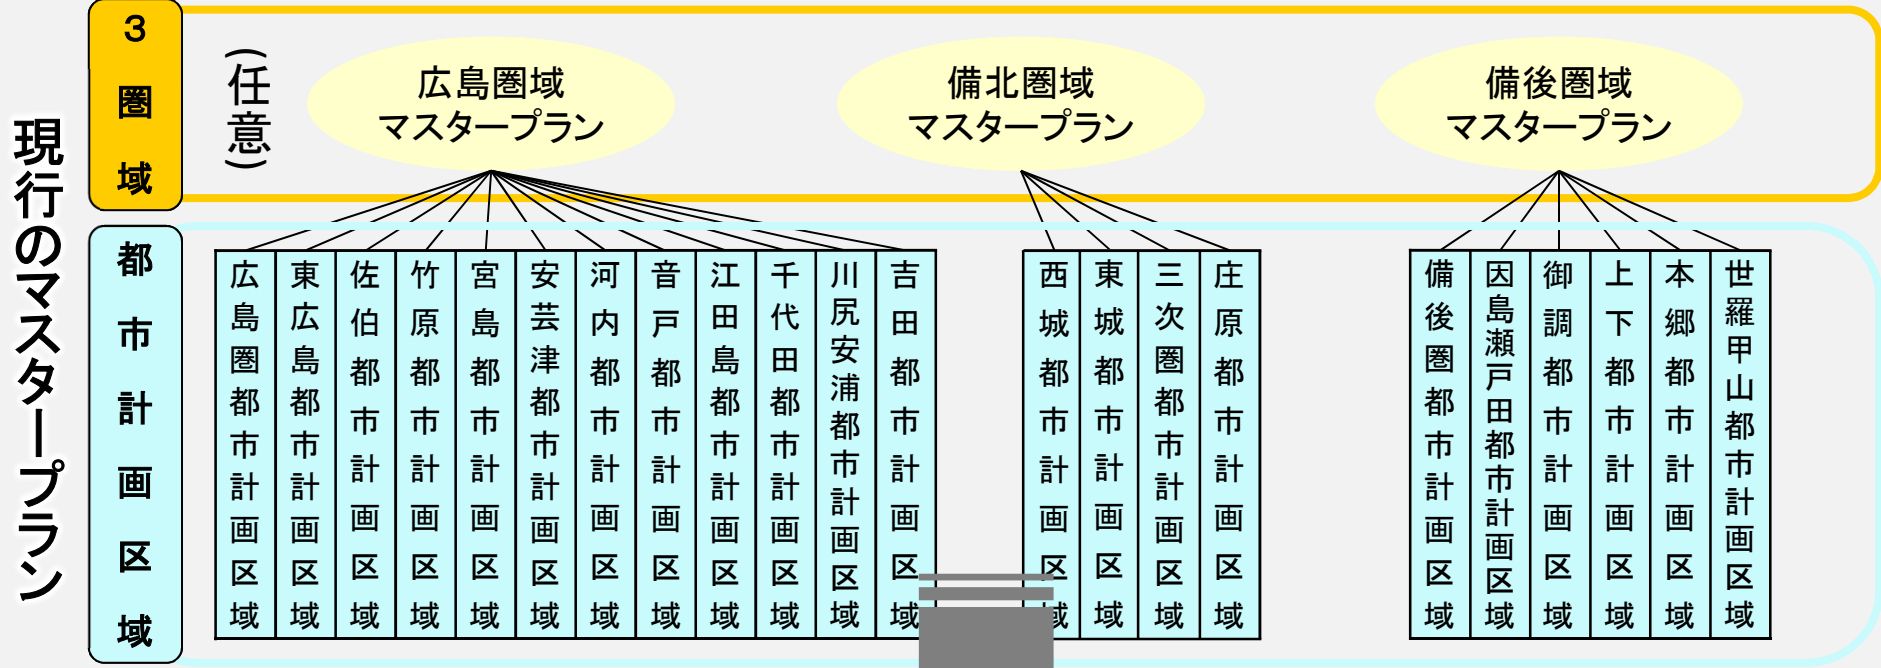 現行のマスタープラン
3圏域
(任意)
広島圏域
マスタープラン
備北圏域
マスタープラン
備後圏域
マスタープラン
都市計画区域
広島圏都市計画区域
東広島都市計画区域
佐伯都市計画区域
竹原都市計画区域
宮島都市計画区域
安芸津都市計画区域
河内都市計画区域
音戸都市計画区域
江田島都市計画区域
千代田都市計画区域
川尻安浦都市計画区域
吉田都市計画区域
西城都市計画区域
東城都市計画区域
三次圏都市計画区域
庄原都市計画区域
備後圏都市計画区域
因島瀬戸田都市計画区域
御調都市計画区域
上下都市計画区域
本郷都市計画区域
世羅甲山都市計画区域